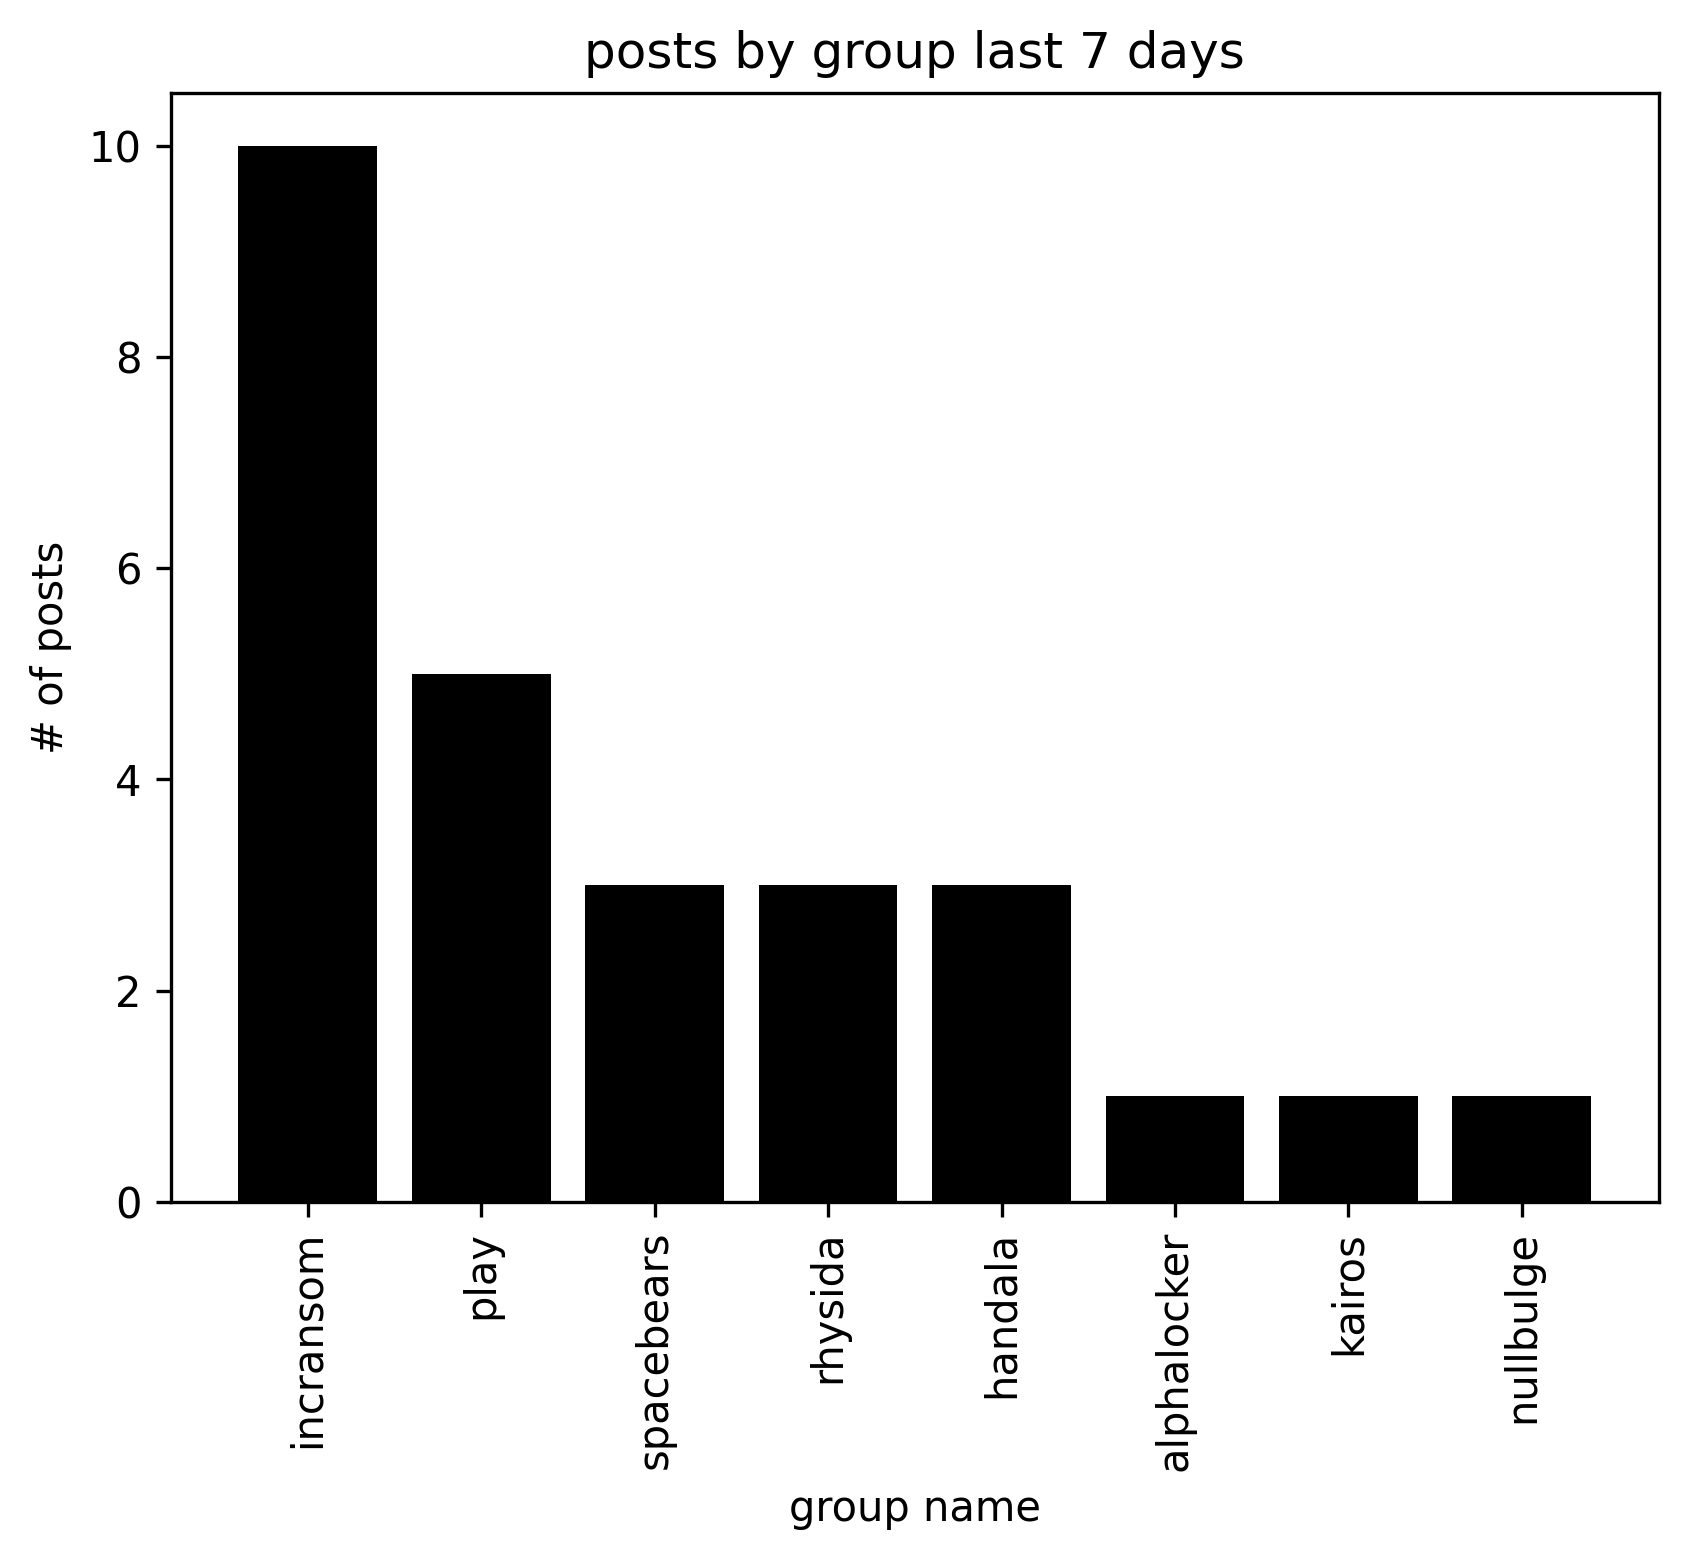 posts by group last 7 days
# of posts
10
8
6
4
2
0
incransom
play
spacebears
rhysida
handala
alphalocker
kairos
nullbulge
group name